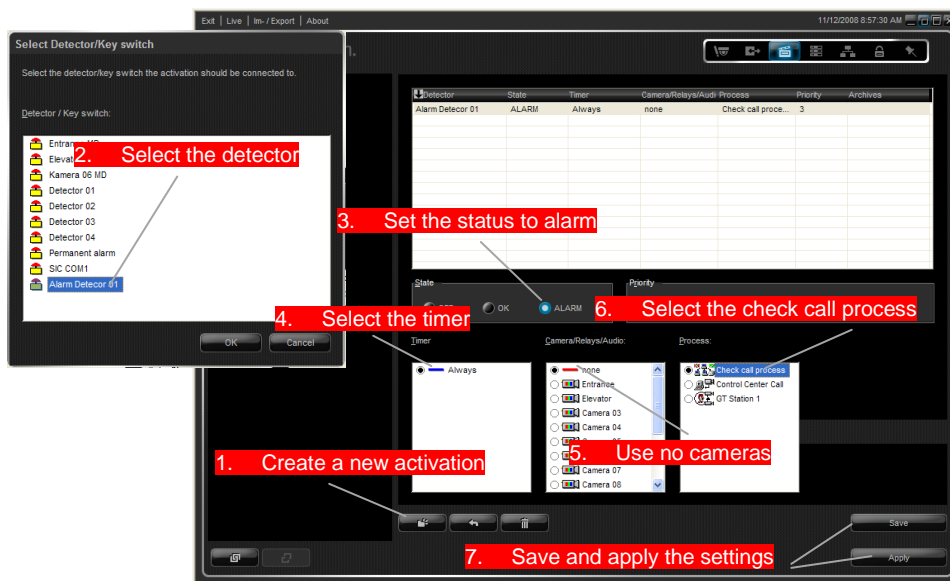 Exit | Live | Im- / Export | About
11/12/2008 8:57:30 AM
Select Detector/Key switch
Select the detector/key switch the activation should be connected to.
Detector / Key switch:
Kamera 06 MD
Detector 01
Detector 02
Detector 03
Detector 04
Permanent alarm
SIC COM1
Alarm Detecor 01
OK
Cancel
2. Select the detector
Detector State Timer Camera/Relays/Audi Process Priority Archives
Alarm Detecor 01 ALARM Always none Check call proce... 3
3. Set the status to alarm
State
Priority
OK
ALARM
4. Select the timer
6. Select the check call process
Timer
Camera/Relays/Audio:
Process:
Always
none
Entrance
Elevator
Camera 03
Camera 04
Camera 07
Camera 08
Check call process
Control Center Call
GT Station 1
5. Use no cameras
1. Create a new activation
7. Save and apply the settings
Save
Apply